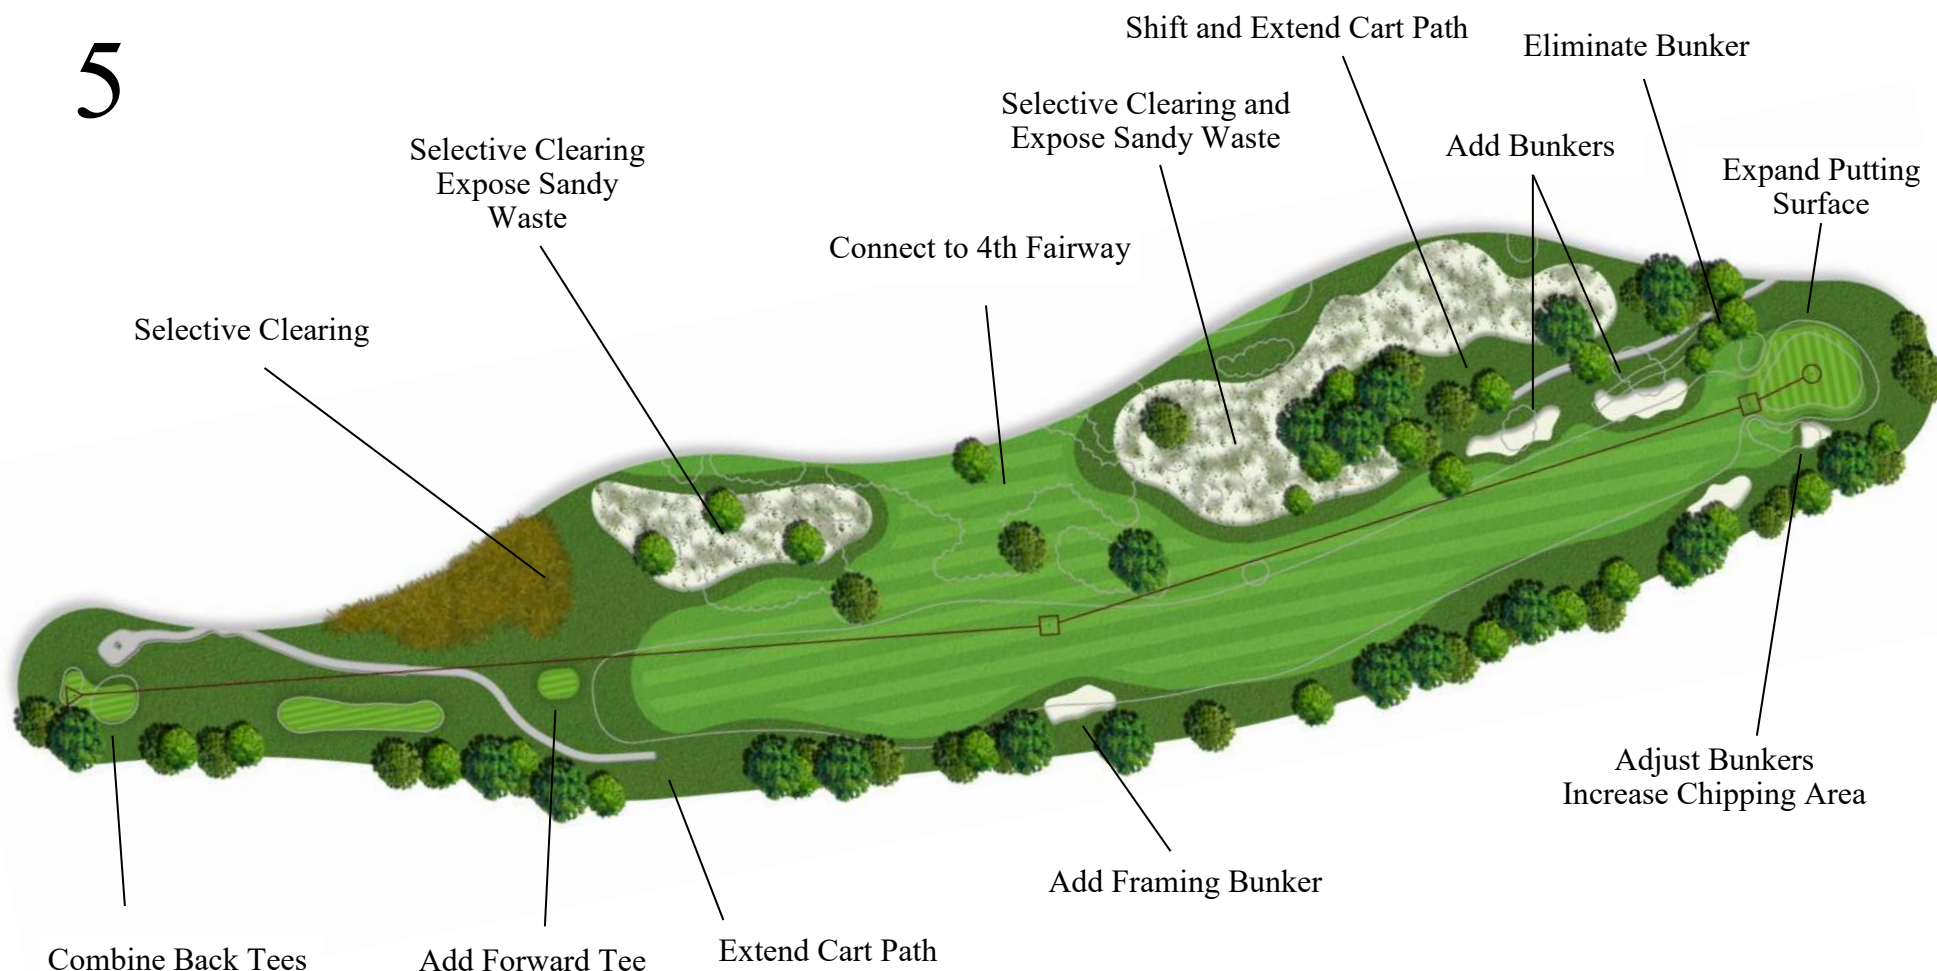 5
Shift and Extend Cart Path
Eliminate Bunker
Selective Clearing and
Expose Sandy Waste
Add Bunkers
Selective Clearing
Expose Sandy
Waste
Expand Putting
Surface
Connect to 4th Fairway
Selective Clearing
Adjust Bunkers
Increase Chipping Area
Add Framing Bunker
Combine Back Tees
Add Forward Tee
Extend Cart Path